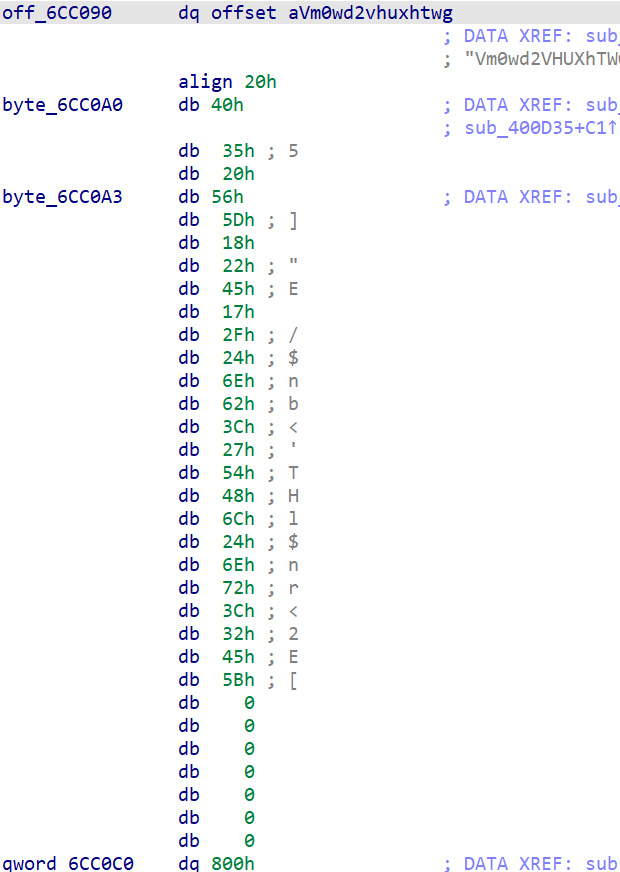 off_6CC090 dq offset aVm0wd2vhuxhtwg
; DATA XREF: sub_
; "Vm0wd2VHUXhTW
align 20h
byte_6CC0A0 db 40h ; DATA XREF: sub_
; sub_400D35+C1↑
db 35h ; 5
db 20h
byte_6CC0A3 db 56h ; DATA XREF: sub_
db 5Dh ; ]
db 18h
db 22h ; "
db 45h ; E
db 17h
db 2Fh ; /
db 24h ; $
db 6Eh ; n
db 62h ; b
db 3Ch ; <
db 27h ; '
db 54h ; T
db 48h ; H
db 6Ch ; l
db 24h ; $
db 6Eh ; n
db 72h ; r
db 3Ch ; <
db 32h ; 2
db 45h ; E
db 5Bh ; [
db 0
db 0
db 0
db 0
db 0
db 0
db 0
qword_6CC0C0 dq 800h ; DATA XREF: sub_